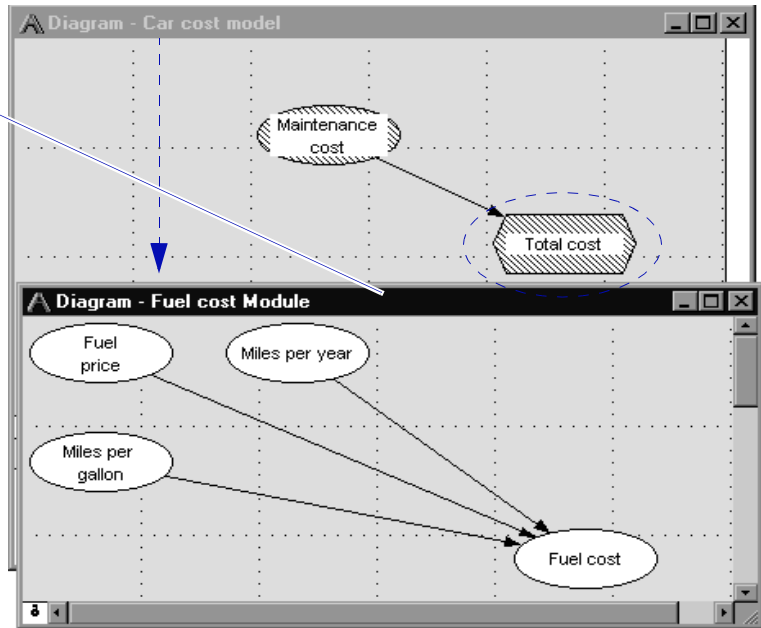 Diagram - Car cost model
Maintenance
cost
Total cost
Diagram - Fuel cost Module
Fuel
price
Miles per year
Miles per
gallon
Fuel cost